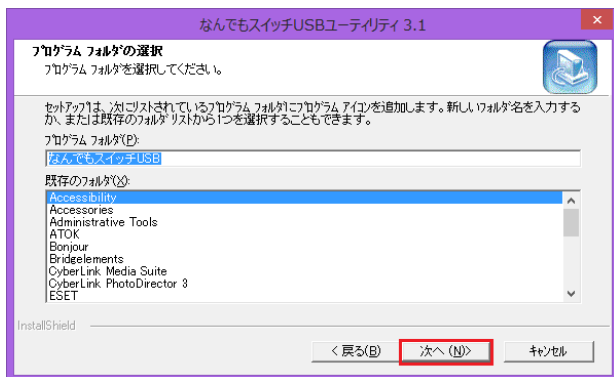 なんでもスイッチUSBユーティリティ 3.1
プログラム フォルダの選択
プログラム フォルダを選択してください。
セットアップは、次にリストされているプログラム フォルダにプログラム アイコンを追加します。新しいフォルダ名を入力する
か、または既存のフォルダ リストから1つを選択することもできます。
プログラム フォルダ(P):
なんでもスイッチUSB
既存のフォルダ(X):
Accessibility
Accessories
Administrative Tools
ATOK
Bonjour
Bridgelements
CyberLink Media Suite
CyberLink PhotoDirector 3
ESET
InstallShield
< 戻る(B)
次へ (N)>
キャンセル